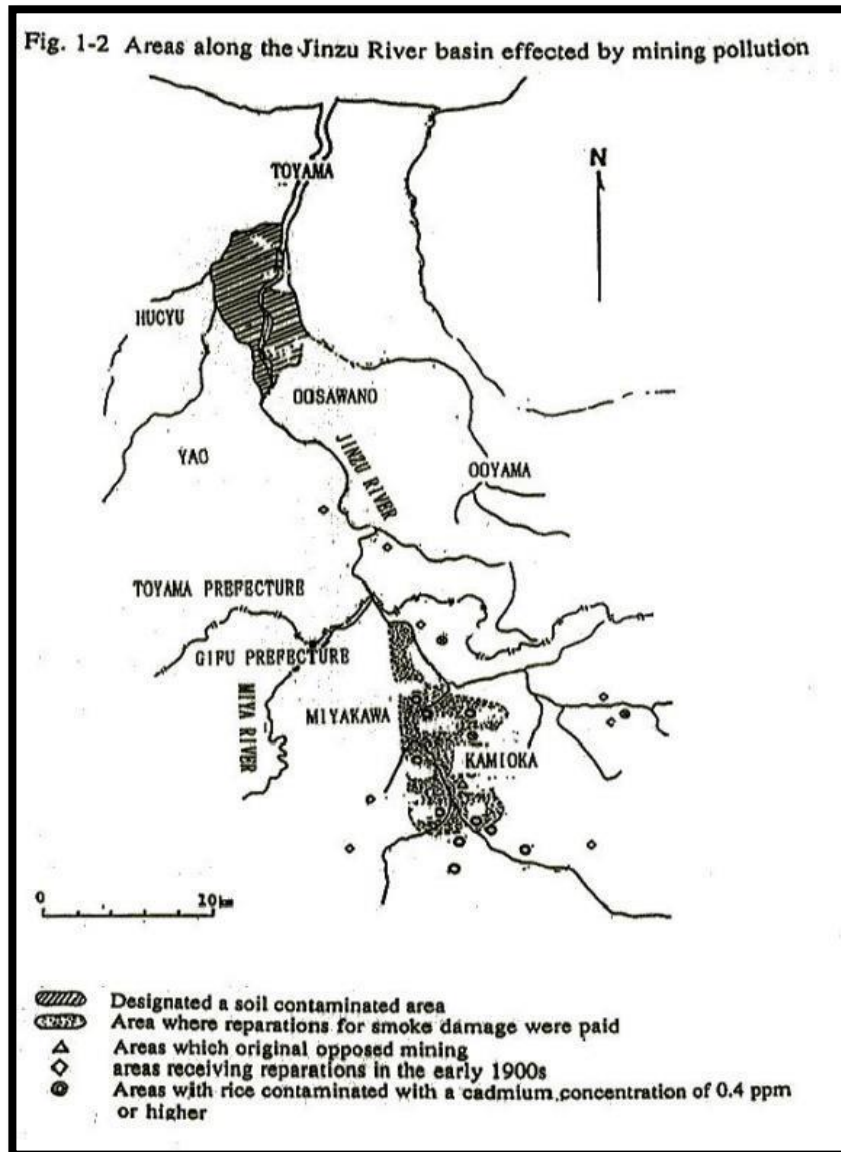 Fig. 1-2 Areas along the Jinzu River basin effected by mining pollution
N
TOYAMA
HUCYU
OOSAWANO
YAO
JINZU RIVER
OOYAMA
TOYAMA PREFECTURE
GIFU PREFECTURE
MIYA RIVER
MIYAKAWA
KAMIOKA
0 10 km
Designated a soil contaminated area
Area where reparations for smoke damage were paid
Areas which original opposed mining
areas receiving reparations in the early 1900s
Areas with rice contaminated with a cadmium concentration of 0.4 ppm
or higher